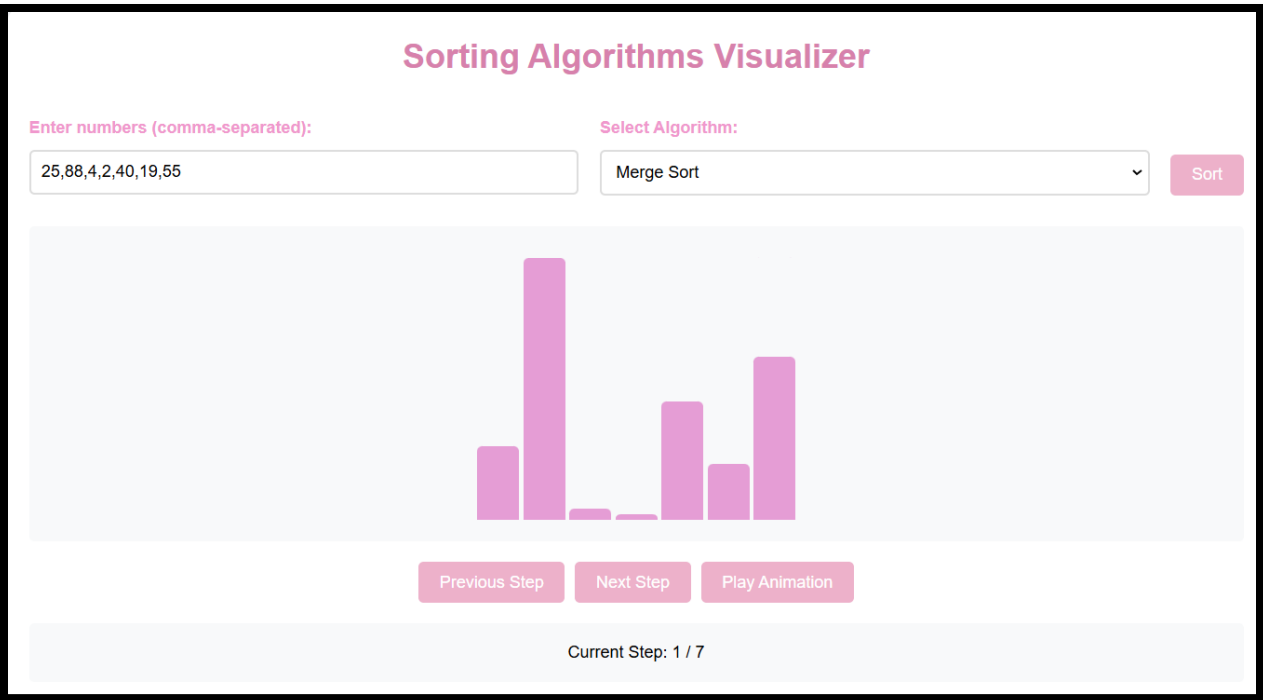 Sorting Algorithms Visualizer
Enter numbers (comma-separated):
Select Algorithm:
25,88,4,2,40,19,55
Merge Sort
Sort
Previous Step
Next Step
Play Animation
Current Step: 1 / 7